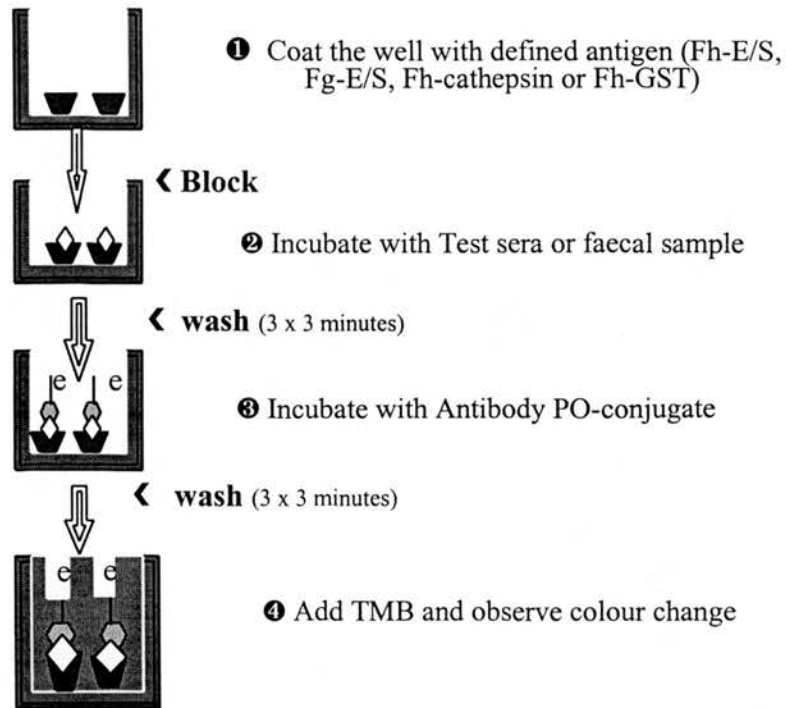 ❶ Coat the well with defined antigen (Fh-E/S,
Fg-E/S, Fh-cathepsin or Fh-GST)
❮ Block
❷ Incubate with Test sera or faecal sample
❮ wash (3 x 3 minutes)
e e
❸ Incubate with Antibody PO-conjugate
❮ wash (3 x 3 minutes)
e e
❹ Add TMB and observe colour change